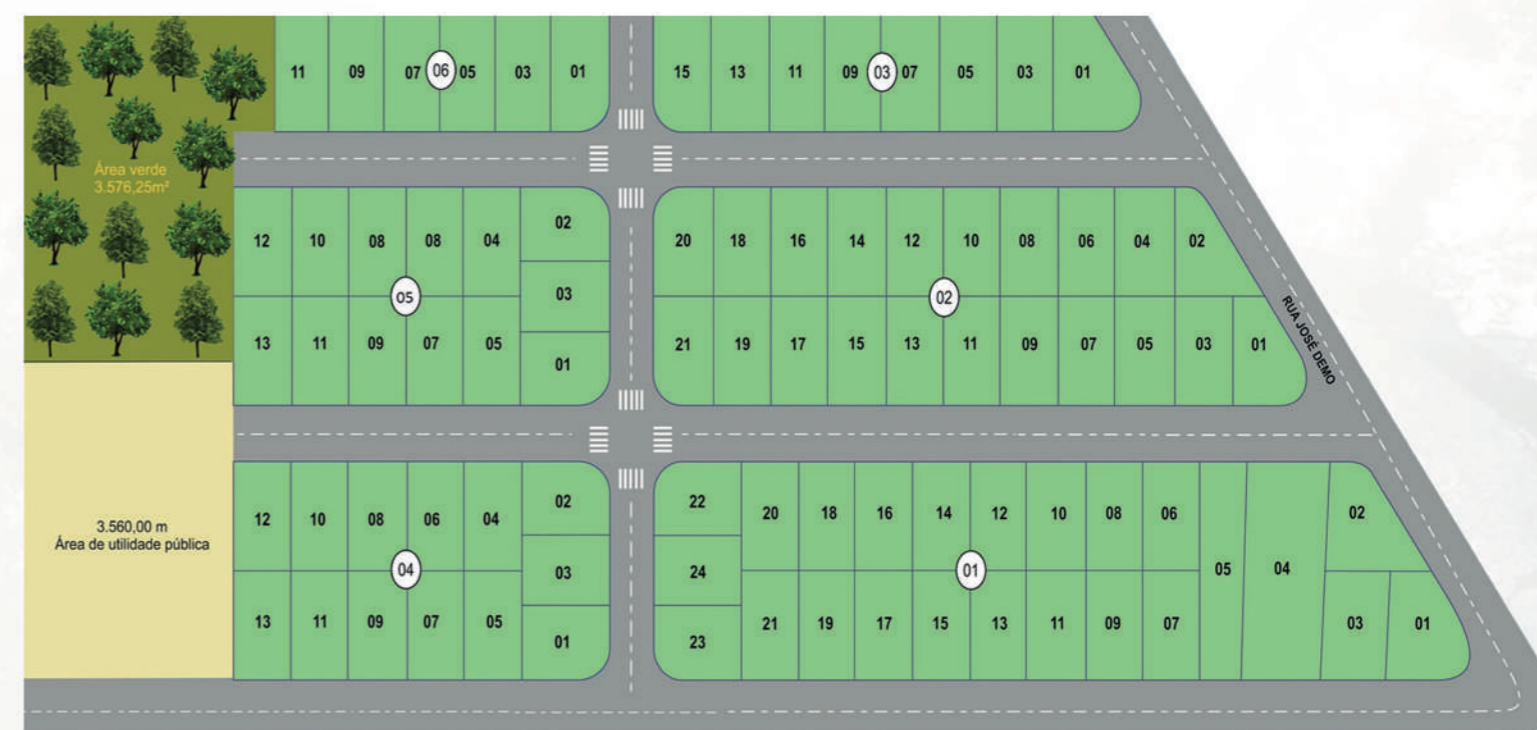 11 09 07 06 05 03 01
15 13 11 09 03 07 05 03 01
Área verde
3.576,25m²
12 10 08 08 04 02
03
05
13 11 09 07 05 01
20 18 16 14 12 10 08 06 04 02
02
21 19 17 15 13 11 09 07 05 03 01
RUA JOSÉ DEMO
3.560,00 m
Área de utilidade pública
12 10 08 06 04 02
03
04
13 11 09 07 05 01
22 20 18 16 14 12 10 08 06 02
24 01 05 04
23 21 19 17 15 13 11 09 07 03 01